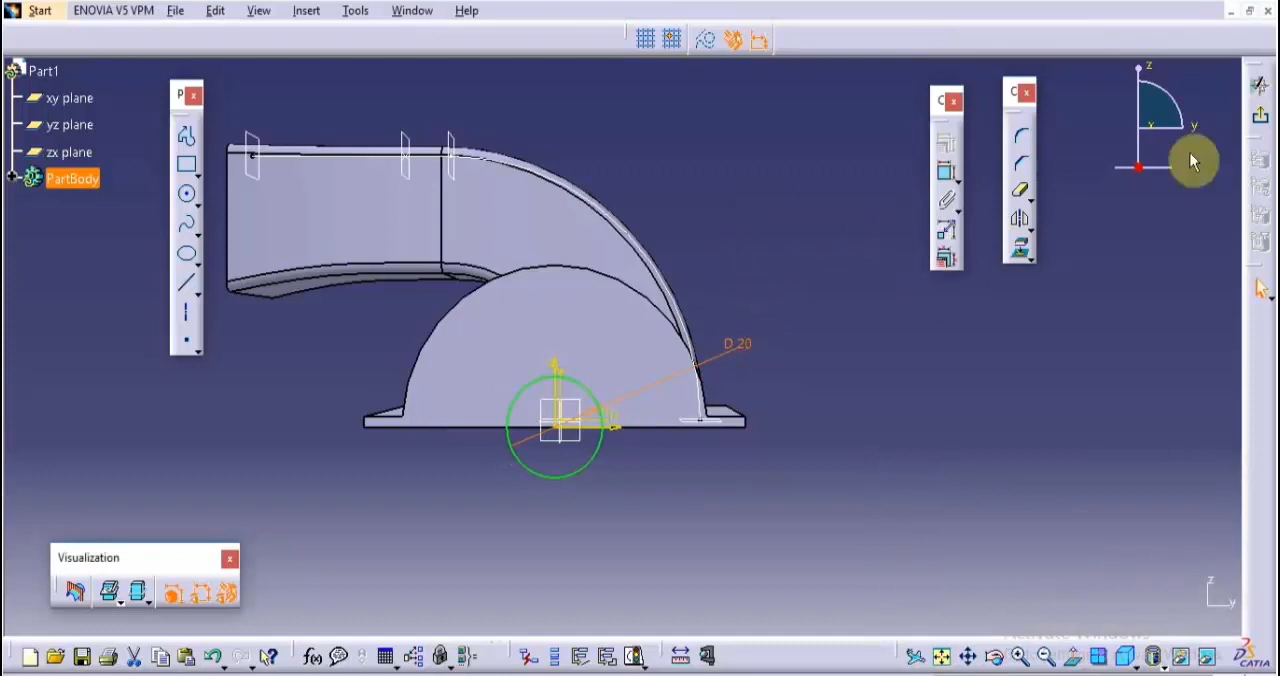 Start ENOVIA V5 VPM File Edit View Insert Tools Window Help
Part1
xy plane
yz plane
zx plane
PartBody
P
C
C
z
x
y
D 20
Visualization
z
y
f(x)
CATIA